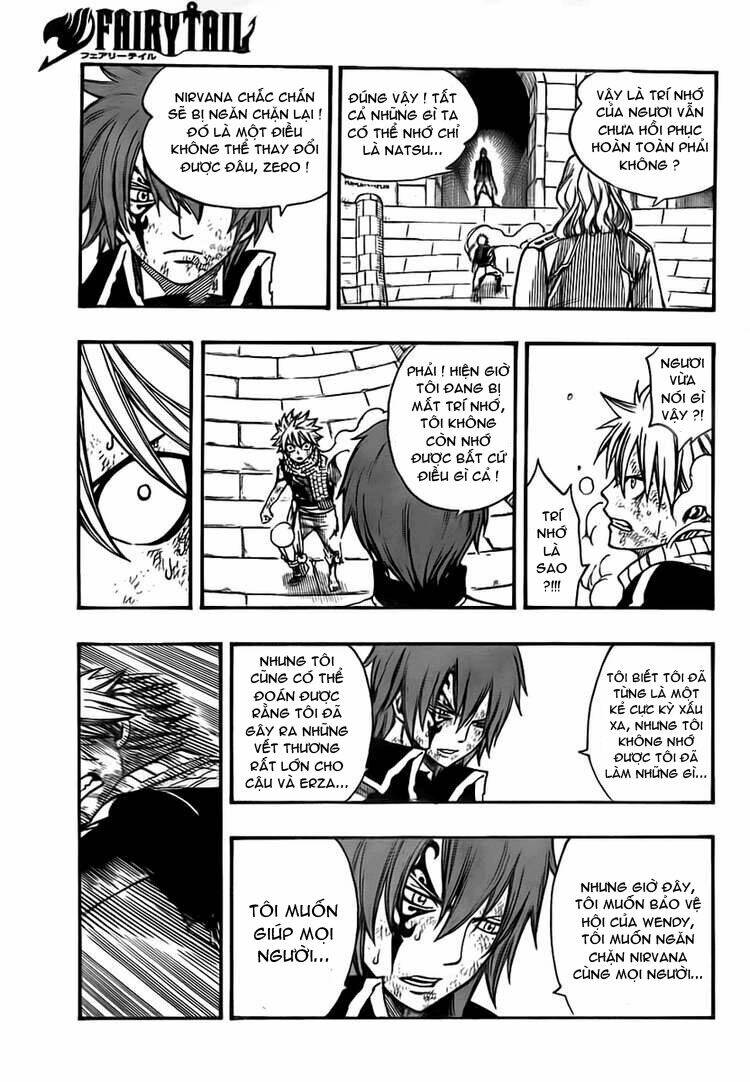 FAIRY TAIL
フェアリーテイル
VẬY LÀ TRÍ NHỚ
CỦA NGƯƠI VẪN
CHƯA HỒI PHỤC
HOÀN TOÀN PHẢI
KHÔNG ?
ĐÚNG VẬY ! TẤT
CẢ NHỮNG GÌ TA
CÓ THỂ NHỚ CHỈ
LÀ NATSU...
NIRVANA CHẮC CHẮN
SẼ BỊ NGĂN CHẶN LẠI !
ĐÓ LÀ MỘT ĐIỀU
KHÔNG THỂ THAY ĐỔI
ĐƯỢC ĐÂU, ZERO !
NGƯƠI
VỪA
NÓI GÌ
VẬY ?!
TRÍ
NHỚ
LÀ
SAO
?!!!
PHẢI ! HIỆN GIỜ
TÔI ĐANG BỊ
MẤT TRÍ NHỚ,
TÔI KHÔNG
CÒN NHỚ
ĐƯỢC BẤT CỨ
ĐIỀU GÌ CẢ !
TÔI BIẾT TÔI ĐÃ
TỪNG LÀ MỘT
KẺ CỰC KỲ XẤU
XA, NHƯNG TÔI
KHÔNG NHỚ
ĐƯỢC TÔI ĐÃ
LÀM NHỮNG GÌ...
NHƯNG TÔI
CŨNG CÓ THỂ
ĐOÁN ĐƯỢC
RẰNG TÔI ĐÃ
GÂY RA NHỮNG
VẾT THƯƠNG
RẤT LỚN CHO
CẬU VÀ ERZA...
NHƯNG GIỜ ĐÂY,
TÔI MUỐN BẢO VỆ
HỘI CỦA WENDY,
TÔI MUỐN NGĂN
CHẶN NIRVANA
CÙNG MỌI NGƯỜI...
TÔI MUỐN
GIÚP MỌI
NGƯỜI...